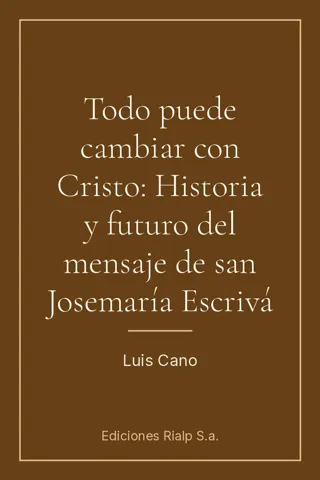 Todo puede
cambiar con
Cristo: Historia
y futuro del
mensaje de san
Josemaría Escrivá
Luis Cano
Ediciones Rialp S.a.